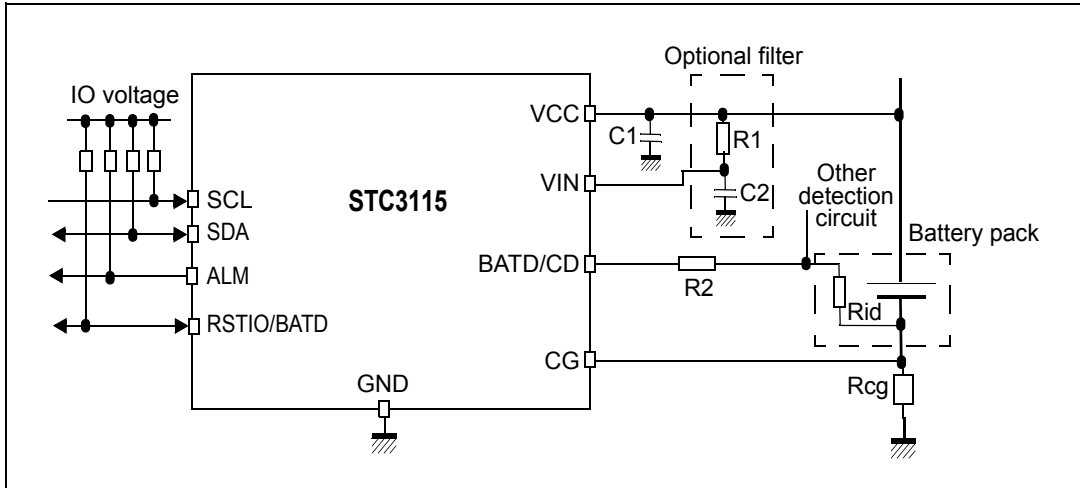 Optional filter
IO voltage
VCC
C1
R1
VIN
C2
Other
detection
circuit
STC3115
SCL
SDA
Battery pack
BATD/CD
R2
ALM
Rid
RSTIO/BATD
CG
GND
Rcg